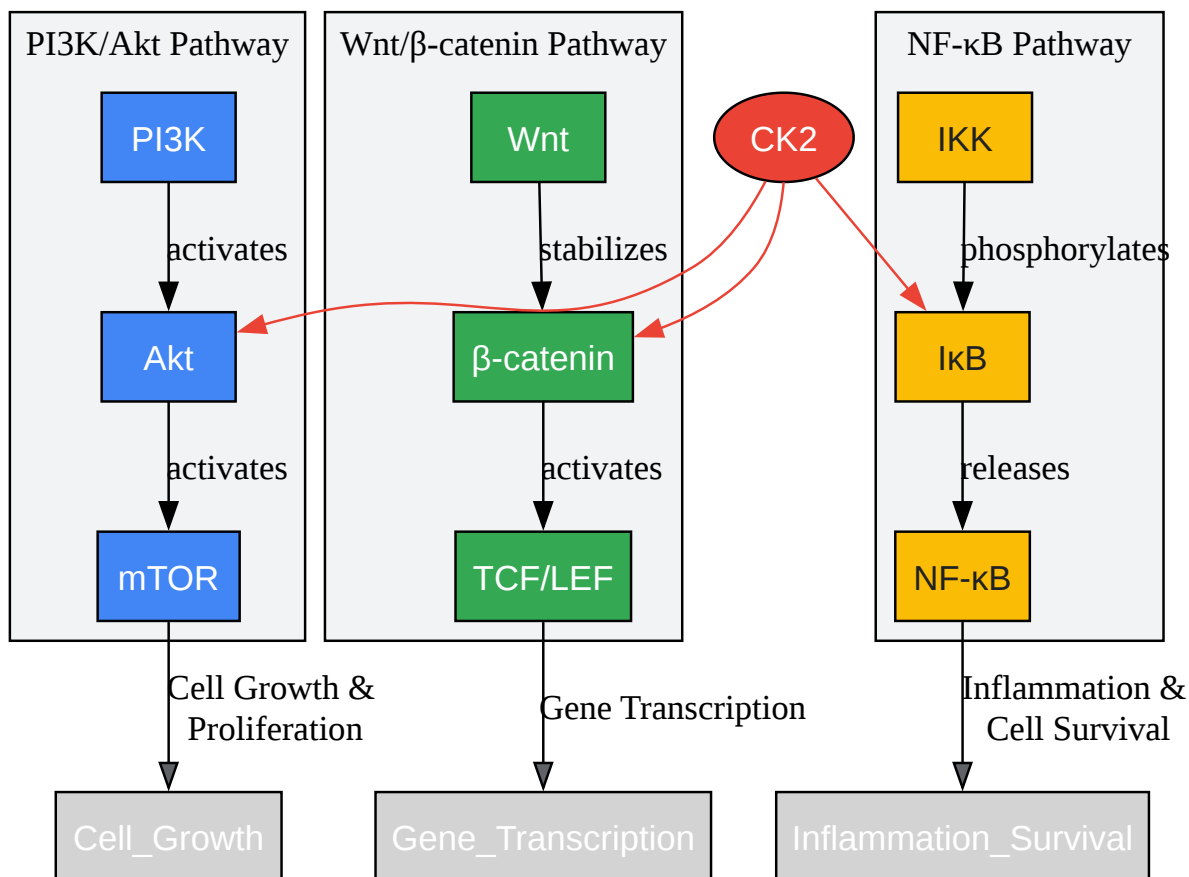 PI3K/Akt Pathway
Wnt/β-catenin Pathway
NF-κB Pathway
PI3K
Wnt
CK2
IKK
activates
stabilizes
phosphorylates
Akt
β-catenin
IκB
activates
activates
releases
mTOR
TCF/LEF
NF-κB
Cell Growth &
Proliferation
Gene Transcription
Inflammation &
Cell Survival
Cell_Growth
Gene_Transcription
Inflammation_Survival